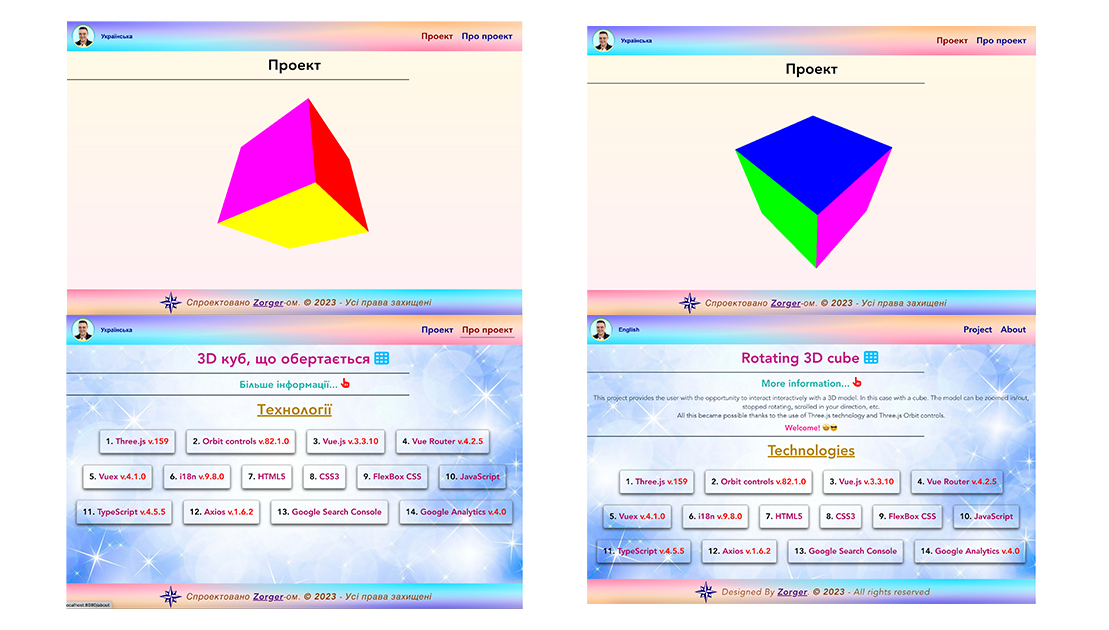 Українська
Проект Про проект
Проект
Спроектовано Zorger-ом. © 2023 - Усі права захищені
Українська
Проект Про проект
3D куб, що обертається
Більше інформації...
Технології
1. Three.js v.159
2. Orbit controls v.82.1.0
3. Vue.js v.3.3.10
4. Vue Router v.4.2.5
5. Vuex v.4.1.0
6. i18n v.9.8.0
7. HTML5
8. CSS3
9. FlexBox CSS
10. JavaScript
11. TypeScript v.4.5.5
12. Axios v.1.6.2
13. Google Search Console
14. Google Analytics v.4.0
Спроектовано Zorger-ом. © 2023 - Усі права захищені
ocalhost:8080/about
Українська
Проект Про проект
Проект
Спроектовано Zorger-ом. © 2023 - Усі права захищені
English
Project About
Rotating 3D cube
More information...
This project provides the user with the opportunity to interact interactively with a 3D model. In this case with a cube. The model can be zoomed in/out,
stopped rotating, scrolled in your direction, etc.
All this became possible thanks to the use of Three.js technology and Three.js Orbit controls.
Welcome! 🤩😎
Technologies
1. Three.js v.159
2. Orbit controls v.82.1.0
3. Vue.js v.3.3.10
4. Vue Router v.4.2.5
5. Vuex v.4.1.0
6. i18n v.9.8.0
7. HTML5
8. CSS3
9. FlexBox CSS
10. JavaScript
11. TypeScript v.4.5.5
12. Axios v.1.6.2
13. Google Search Console
14. Google Analytics v.4.0
Designed By Zorger. © 2023 - All rights reserved